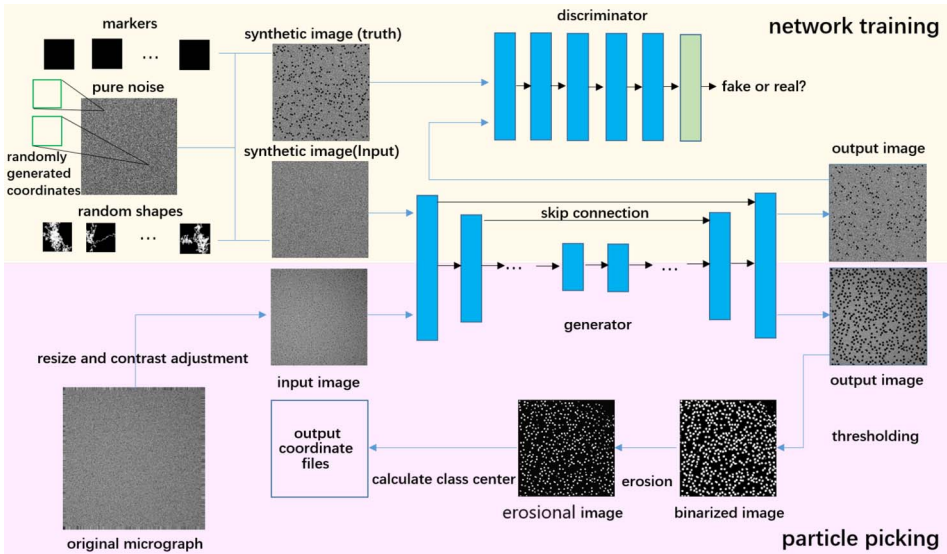 network training
discriminator
markers
synthetic image (truth)
...
pure noise
fake or real?
randomly
generated
coordinates
synthetic image(Input)
output image
random shapes
...
skip connection
...
...
generator
resize and contrast adjustment
input image
output image
output
coordinate
files
thresholding
calculate class center
erosion
erosional image
binarized image
original micrograph
particle picking